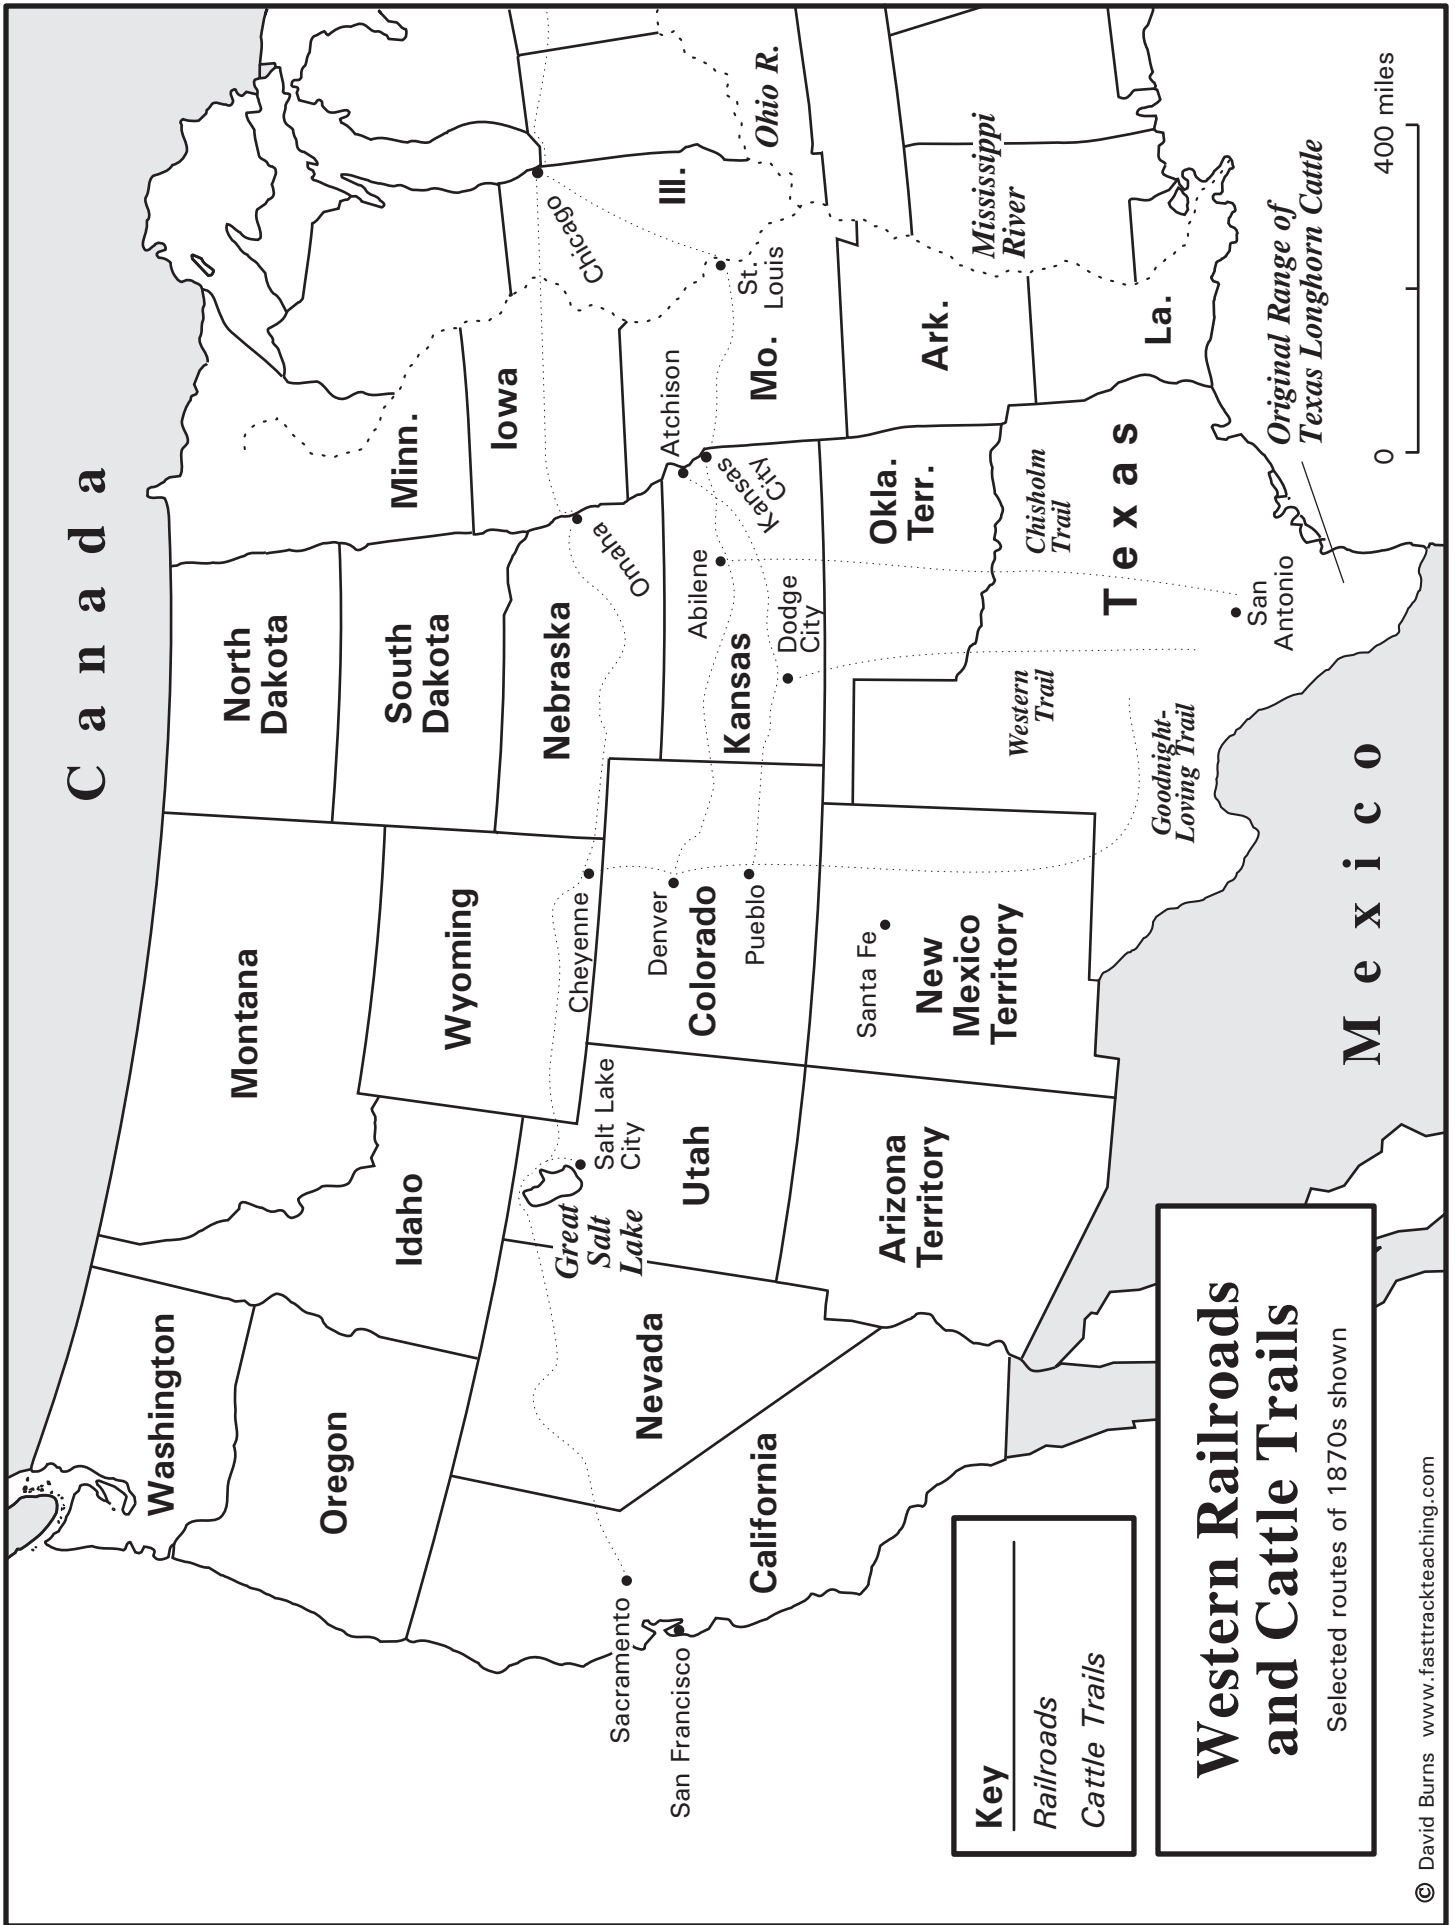 Canada
Washington
Oregon
Idaho
Montana
North
Dakota
South
Dakota
Minn.
Wyoming
Nebraska
Iowa
Nevada
Utah
Colorado
Kansas
Mo.
Ill.
California
Arizona
Territory
New
Mexico
Territory
Okla.
Terr.
Ark.
Texas
La.
Mexico
Great
Salt
Lake
Salt Lake
City
Sacramento
San Francisco
Cheyenne
Denver
Pueblo
Santa Fe
Omaha
Atchison
Kansas
City
Abilene
Dodge
City
Chicago
St.
Louis
San
Antonio
Ohio R.
Mississippi
River
Chisholm
Trail
Western
Trail
Goodnight-
Loving Trail
Original Range of
Texas Longhorn Cattle
0
400 miles
Key
Railroads
Cattle Trails
Western Railroads
and Cattle Trails
Selected routes of 1870s shown
© David Burns www.fasttrackteaching.com